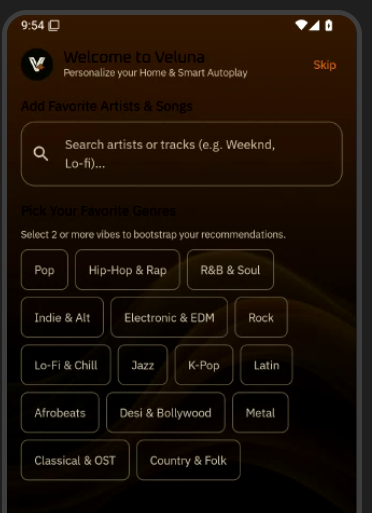 9:54
Welcome to Veluna
Personalize your Home & Smart Autoplay
Skip
Add Favorite Artists & Songs
Search artists or tracks (e.g. Weeknd,
Lo-fi)...
Pick Your Favorite Genres
Select 2 or more vibes to bootstrap your recommendations.
Pop Hip-Hop & Rap R&B & Soul
Indie & Alt Electronic & EDM Rock
Lo-Fi & Chill Jazz K-Pop Latin
Afrobeats Desi & Bollywood Metal
Classical & OST Country & Folk